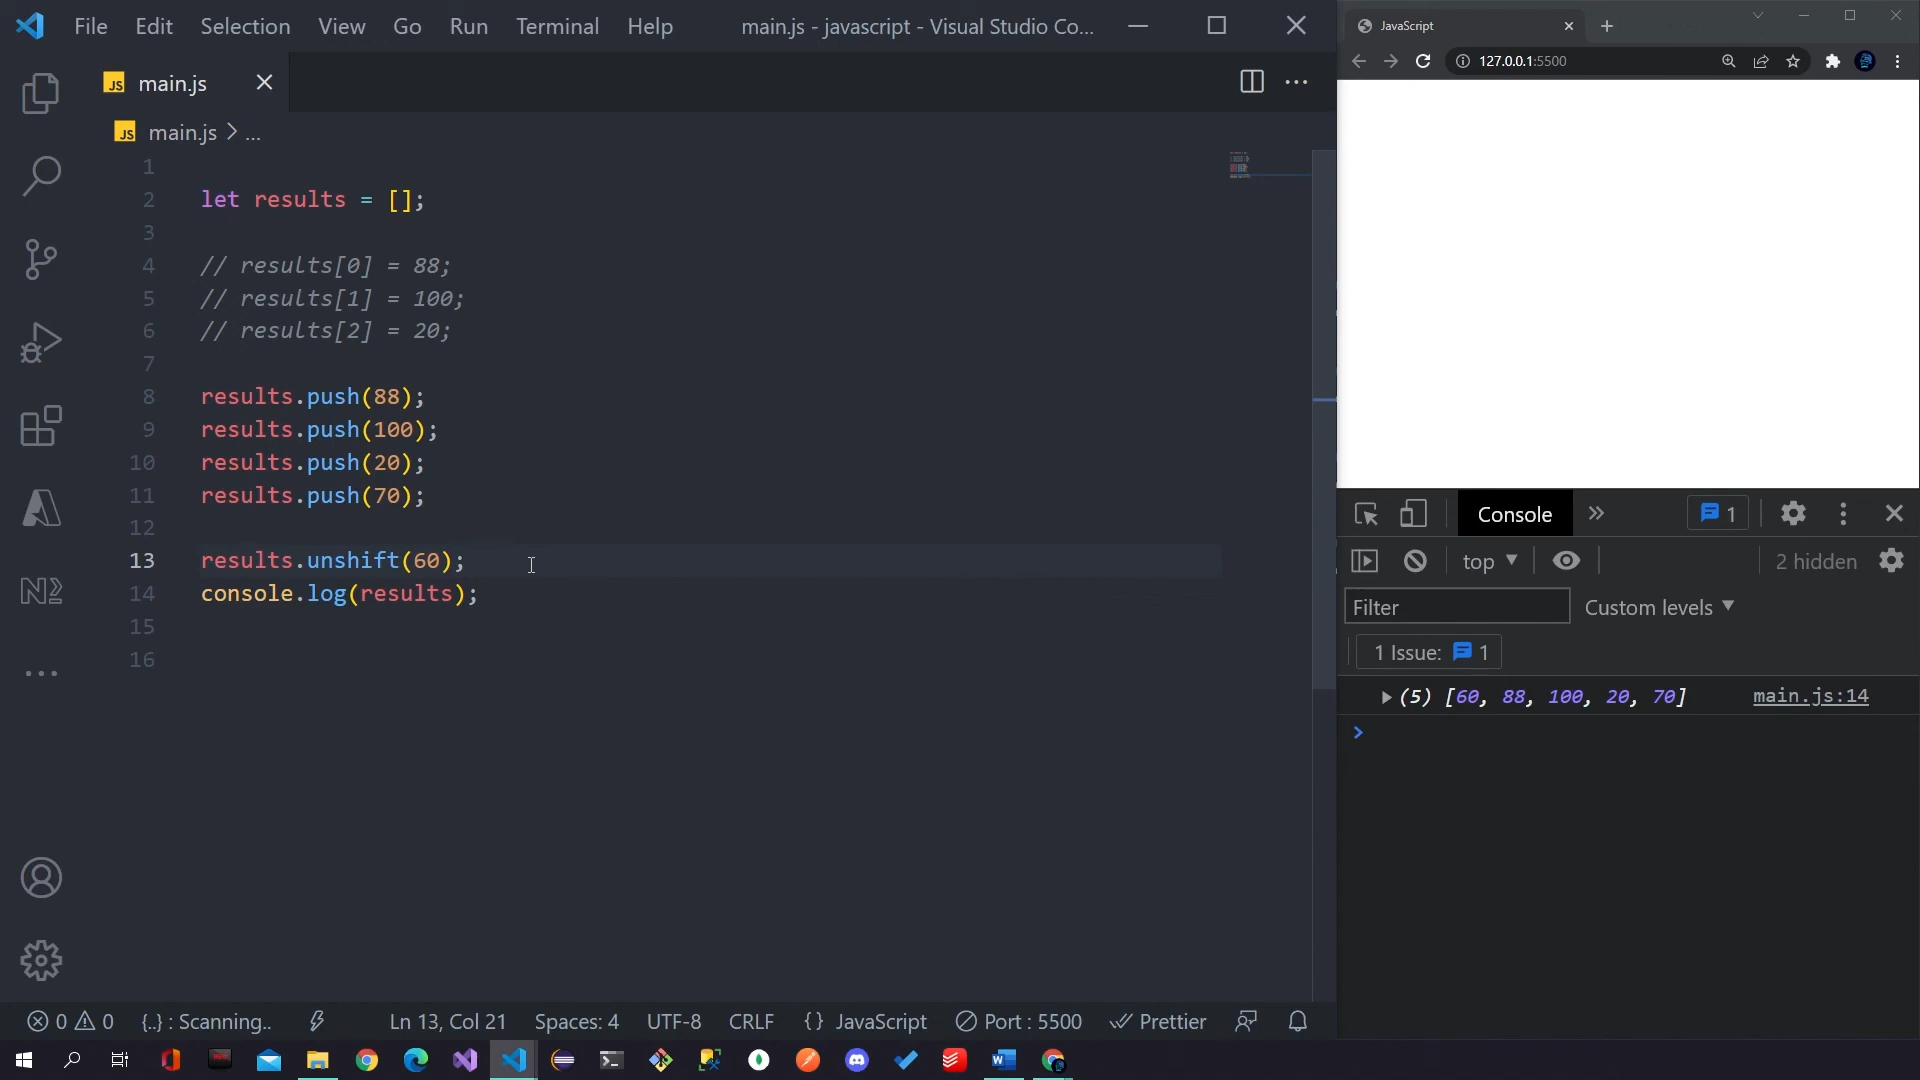 File Edit Selection View Go Run Terminal Help main.js - javascript - Visual Studio Co...
JS main.js
JS main.js > ...
1
2 let results = [];
3
4 // results[0] = 88;
5 // results[1] = 100;
6 // results[2] = 20;
7
8 results.push(88);
9 results.push(100);
10 results.push(20);
11 results.push(70);
12
13 results.unshift(60);
14 console.log(results);
15
16
0 0 {..} : Scanning.. Ln 13, Col 21 Spaces: 4 UTF-8 CRLF {} JavaScript Port : 5500 Prettier
JavaScript
127.0.0.1:5500
Console 1
top 2 hidden
Filter Custom levels
1 Issue: 1
(5) [60, 88, 100, 20, 70] main.js:14